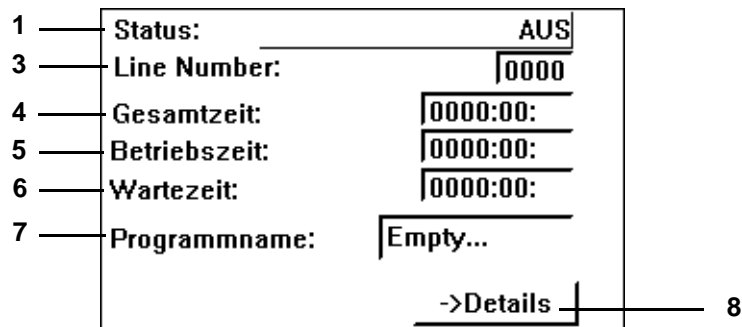 1 Status: AUS
3 Line Number: 0000
4 Gesamtzeit: 0000:00:
5 Betriebszeit: 0000:00:
6 Wartezeit: 0000:00:
7 Programmname: Empty...
->Details 8